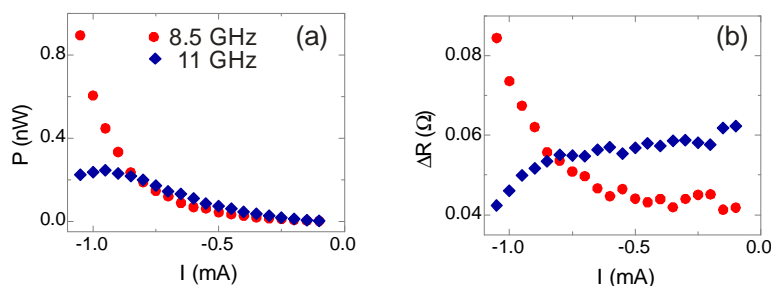 (a)
8.5 GHz
11 GHz
P (nW)
0.8
0.4
0.0
-1.0
-0.5
0.0
I (mA)
(b)
ΔR (Ω)
0.08
0.06
0.04
-1.0
-0.5
0.0
I (mA)